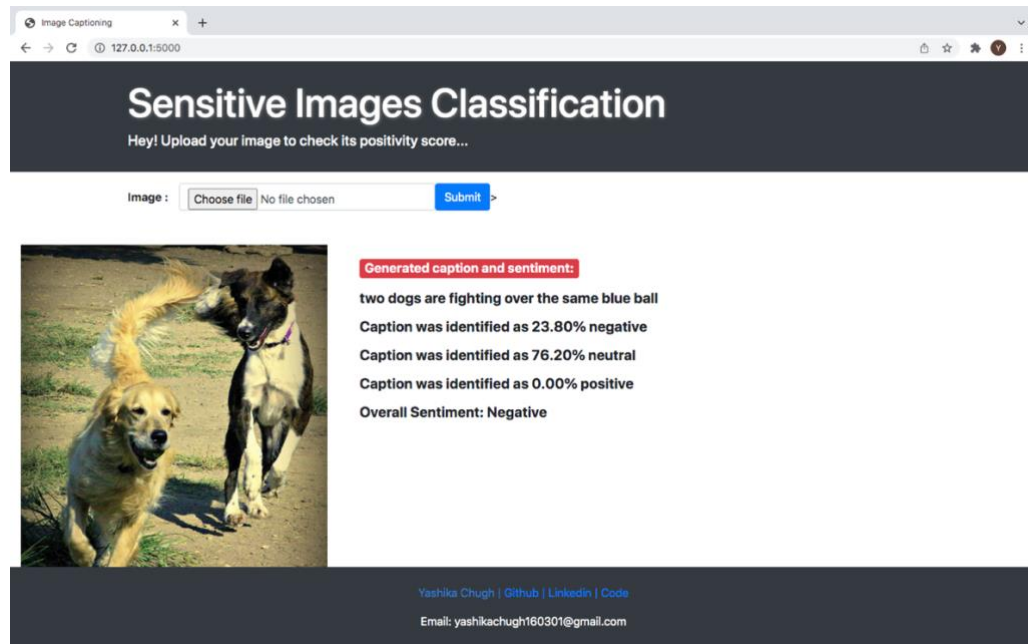 Image Captioning
127.0.0.1:5000
Y
Sensitive Images Classification
Hey! Upload your image to check its positivity score...
Image : Choose file No file chosen Submit >
Generated caption and sentiment:
two dogs are fighting over the same blue ball
Caption was identified as 23.80% negative
Caption was identified as 76.20% neutral
Caption was identified as 0.00% positive
Overall Sentiment: Negative
Yashika Chugh | Github | Linkedin | Code
Email: yashikachugh160301@gmail.com